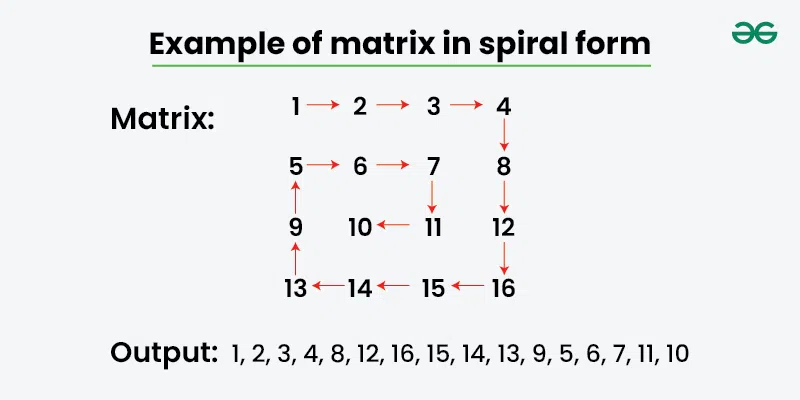 Example of matrix in spiral form
Matrix:
1 2 3 4
5 6 7 8
9 10 11 12
13 14 15 16
Output: 1, 2, 3, 4, 8, 12, 16, 15, 14, 13, 9, 5, 6, 7, 11, 10